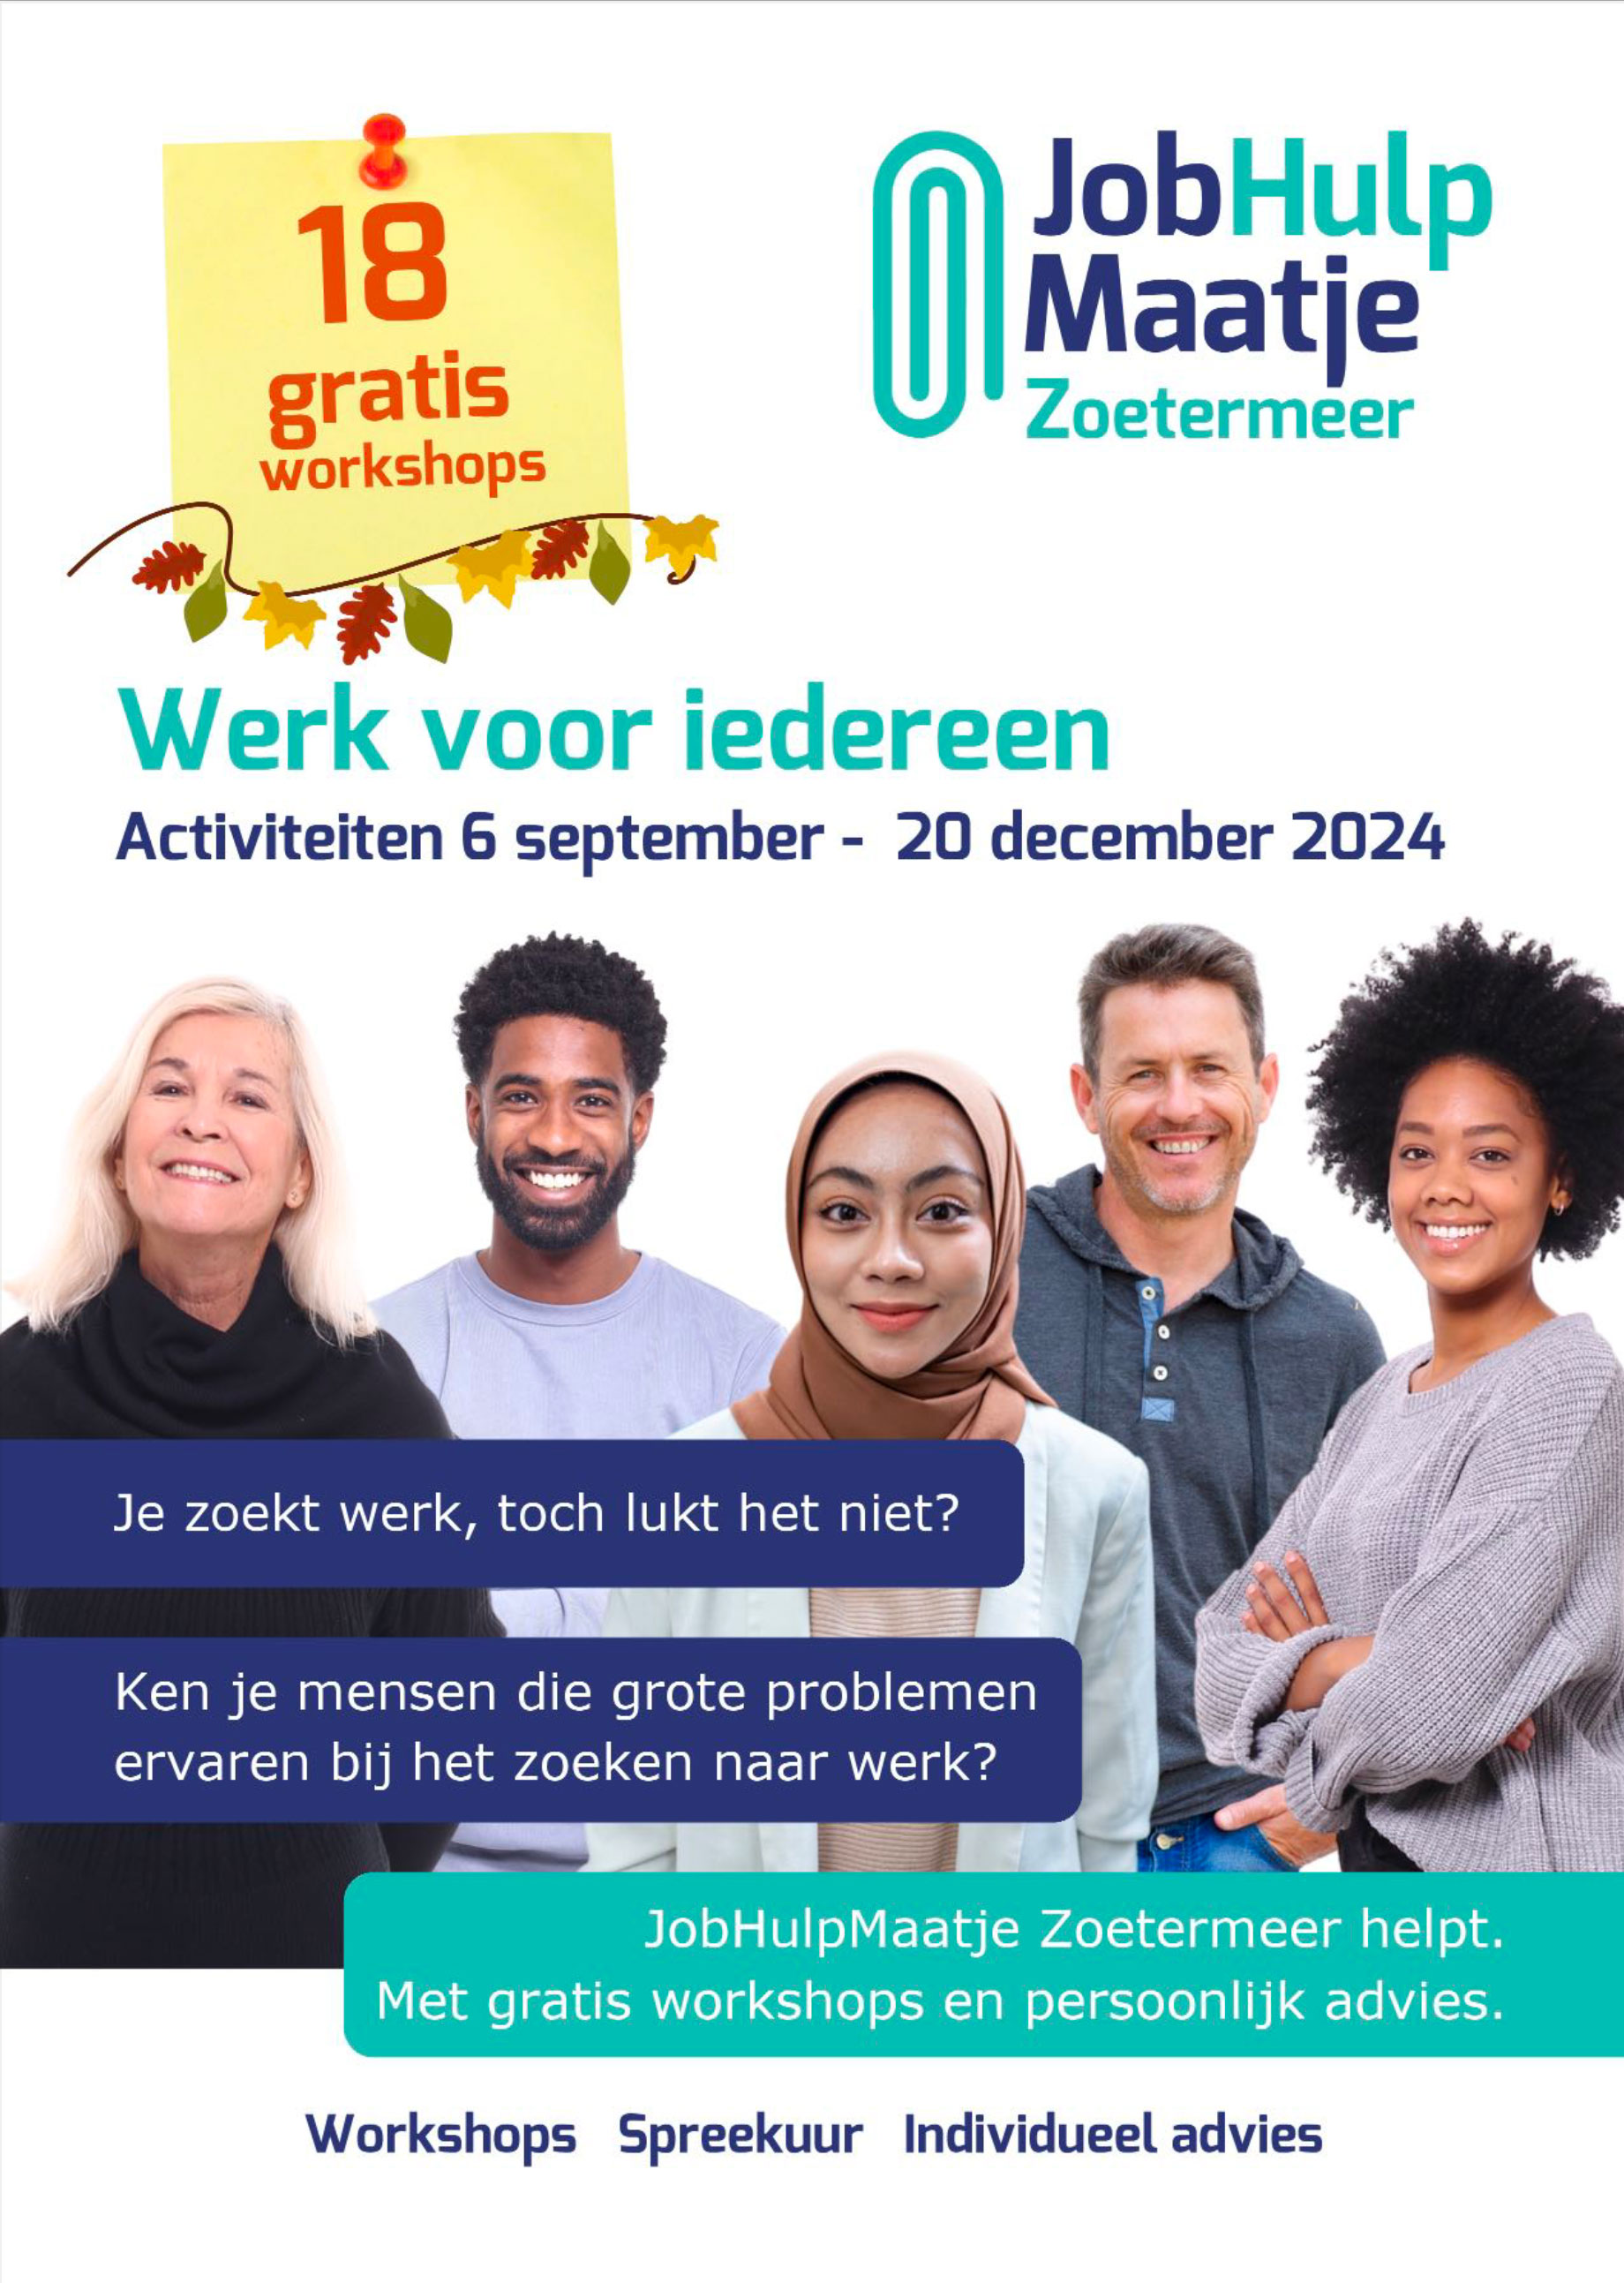 18
gratis
workshops
JobHulp
Maatje
Zoetermeer
Werk voor iedereen
Activiteiten 6 september - 20 december 2024
Je zoekt werk, toch lukt het niet?
Ken je mensen die grote problemen
ervaren bij het zoeken naar werk?
JobHulpMaatje Zoetermeer helpt.
Met gratis workshops en persoonlijk advies.
Workshops Spreekuur Individueel advies